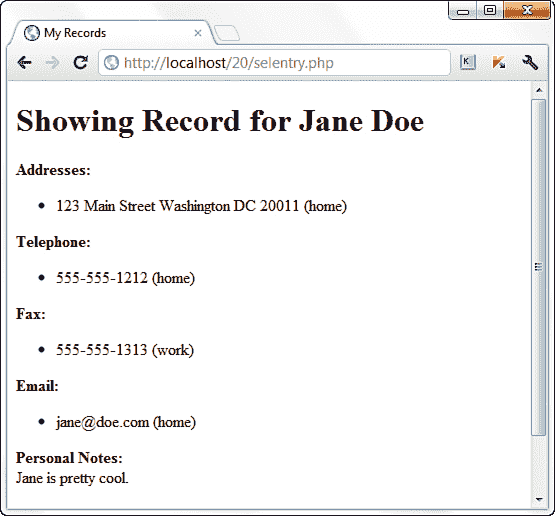 My Records
http://localhost/20/selentry.php
Showing Record for Jane Doe
Addresses:
123 Main Street Washington DC 20011 (home)
Telephone:
555-555-1212 (home)
Fax:
555-555-1313 (work)
Email:
jane@doe.com (home)
Personal Notes:
Jane is pretty cool.